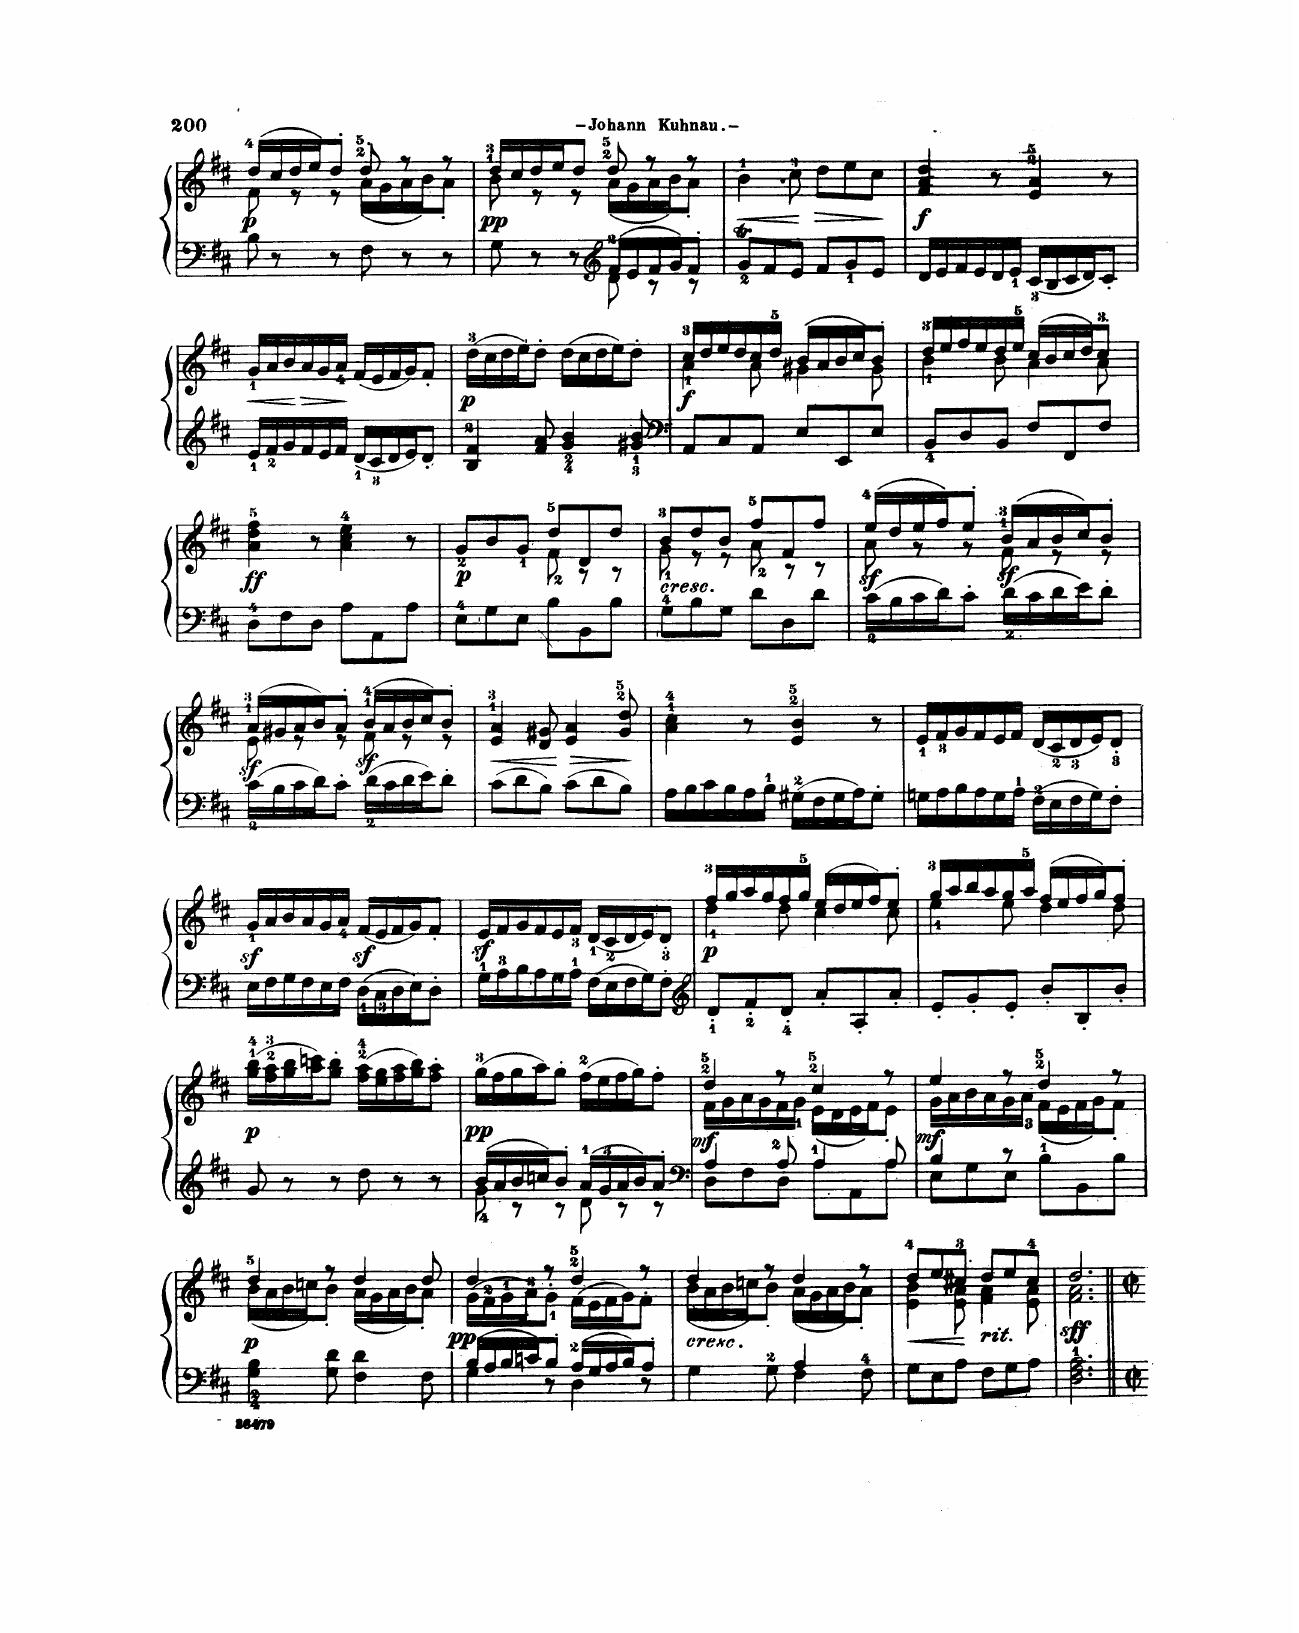 200 -Johann Kuhnau.-
p pp f
p f
ff p cresc. sf sf
sf sf
sf sf sf p
p pp mf mf
p pp cresc. rit. sff
36479